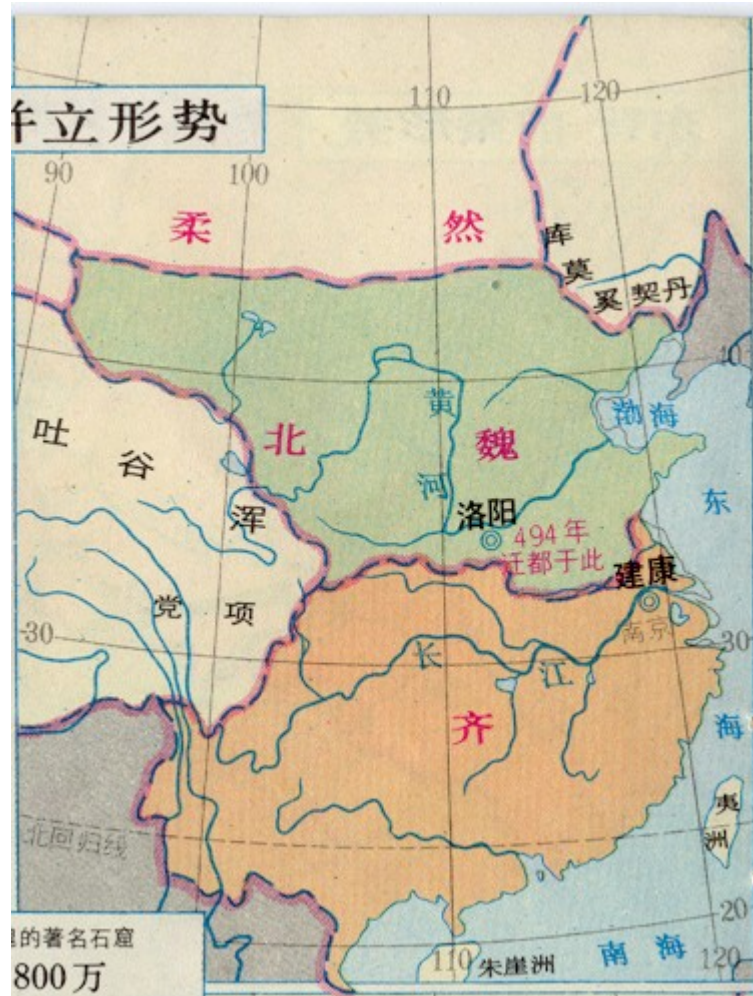 并立形势
110
120
90
100
柔然
库莫奚
契丹
40
渤海
黄河
北魏
吐谷浑
东海
洛阳
494年
迁都于此
建康
南京
党项
30
30
长江
齐
夷洲
北回归线
20
的著名石窟
800万
110
朱崖洲
南海
120